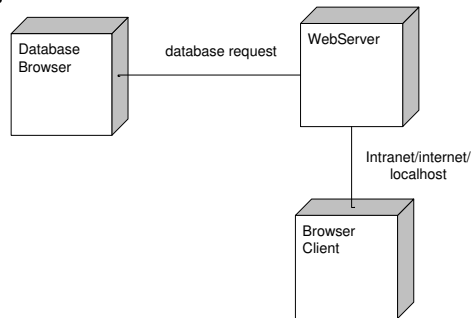 Database
Browser
database request
WebServer
Intranet/internet/
localhost
Browser
Client